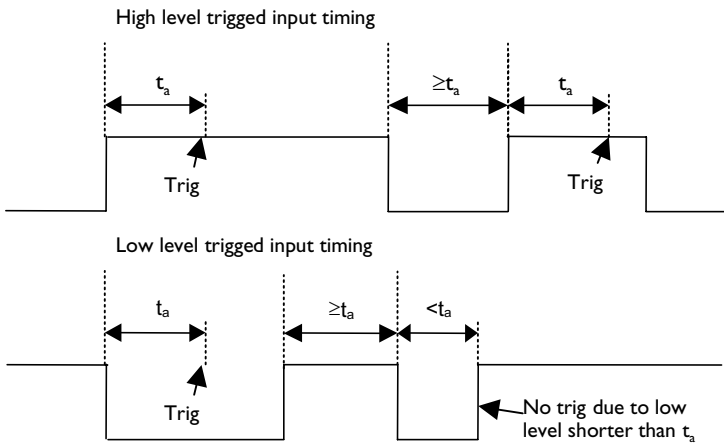 High level trigged input timing
tₐ
≥tₐ
tₐ
Trig
Trig
Low level trigged input timing
tₐ
≥tₐ
<tₐ
Trig
No trig due to low
level shorter than tₐ